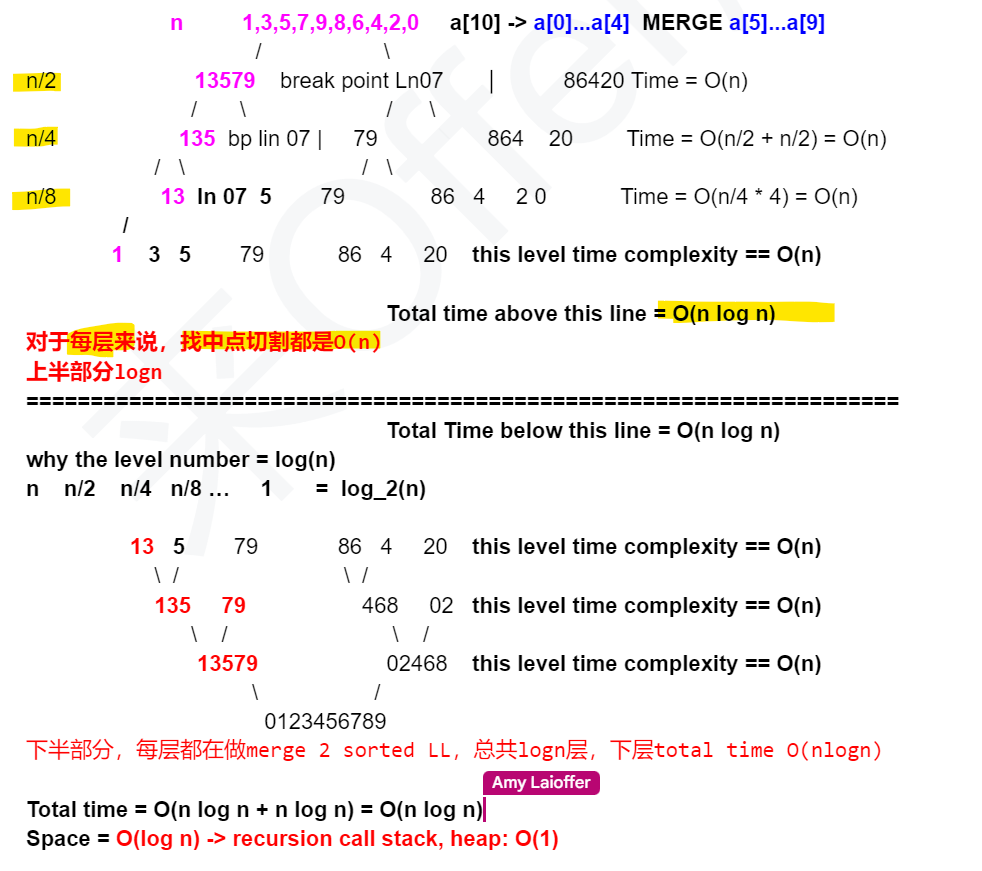 n 1,3,5,7,9,8,6,4,2,0 a[10] -> a[0]...a[4] MERGE a[5]...a[9]
/ \
n/2 13579 break point Ln07 | 86420 Time = O(n)
/ \ / \
n/4 135 bp lin 07 | 79 864 20 Time = O(n/2 + n/2) = O(n)
/ \ / \
n/8 13 ln 07 5 79 86 4 2 0 Time = O(n/4 * 4) = O(n)
/
1 3 5 79 86 4 20 this level time complexity == O(n)
Total time above this line = O(n log n)
对于每层来说，找中点切割都是O(n)
上半部分logn
====================================================================
Total Time below this line = O(n log n)
why the level number = log(n)
n n/2 n/4 n/8 … 1 = log_2(n)
13 5 79 86 4 20 this level time complexity == O(n)
\ / \ /
135 79 468 02 this level time complexity == O(n)
\ / \ /
13579 02468 this level time complexity == O(n)
\ /
0123456789
下半部分，每层都在做merge 2 sorted LL，总共logn层，下层total time O(nlogn)
Amy Laioffer
Total time = O(n log n + n log n) = O(n log n)
Space = O(log n) -> recursion call stack, heap: O(1)
来Offer